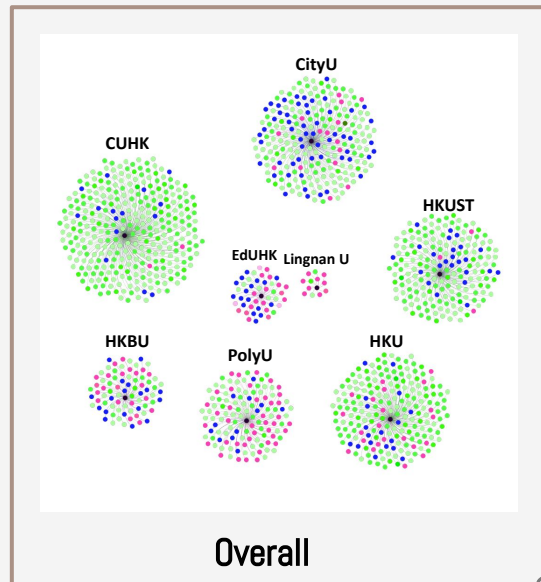 CityU
CUHK
HKUST
EdUHK
Lingnan U
HKBU
PolyU
HKU
Overall